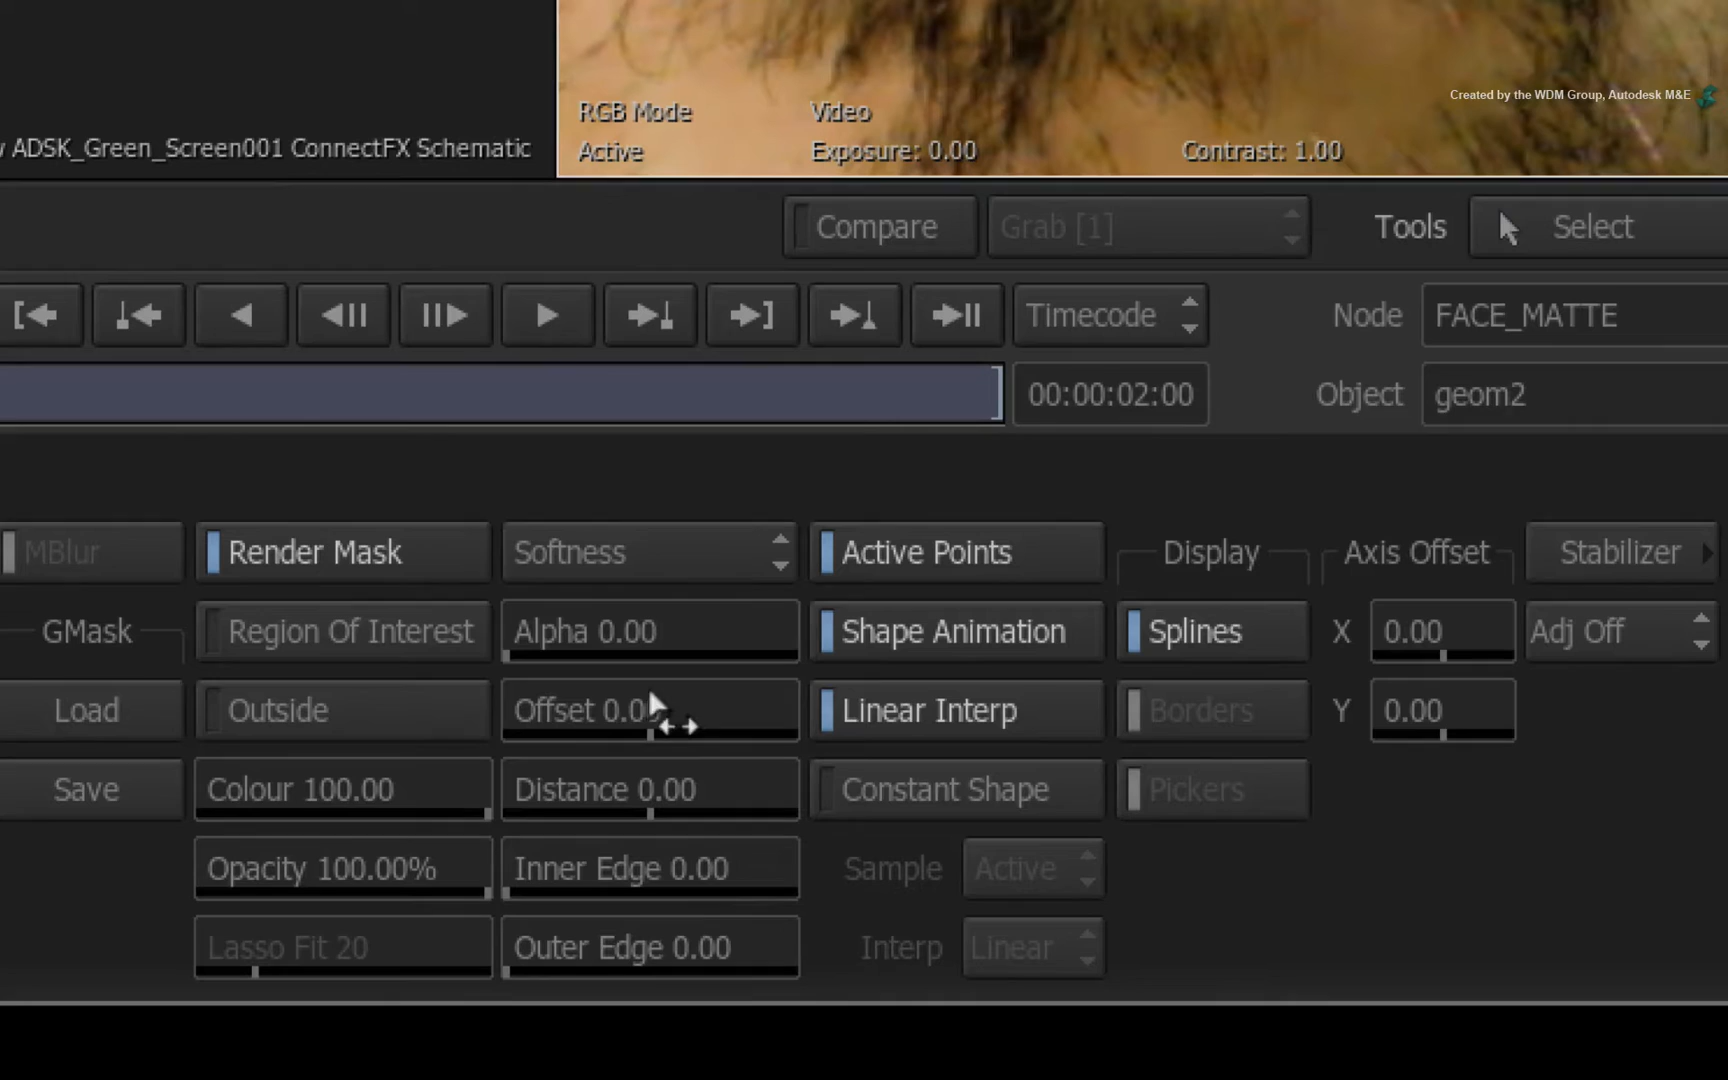 RGB Mode Video
Created by the WDM Group, Autodesk M&E
ADSK_Green_Screen001 ConnectFX Schematic
Active Exposure: 0.00 Contrast: 1.00
Compare Grab [1] Tools Select
Timecode Node FACE_MATTE
00:00:02:00 Object geom2
MBlur Render Mask Softness Active Points Display Axis Offset Stabilizer
GMask Region Of Interest Alpha 0.00 Shape Animation Splines X 0.00 Adj Off
Load Outside Offset 0.0 Linear Interp Borders Y 0.00
Save Colour 100.00 Distance 0.00 Constant Shape Pickers
Opacity 100.00% Inner Edge 0.00 Sample Active
Lasso Fit 20 Outer Edge 0.00 Interp Linear